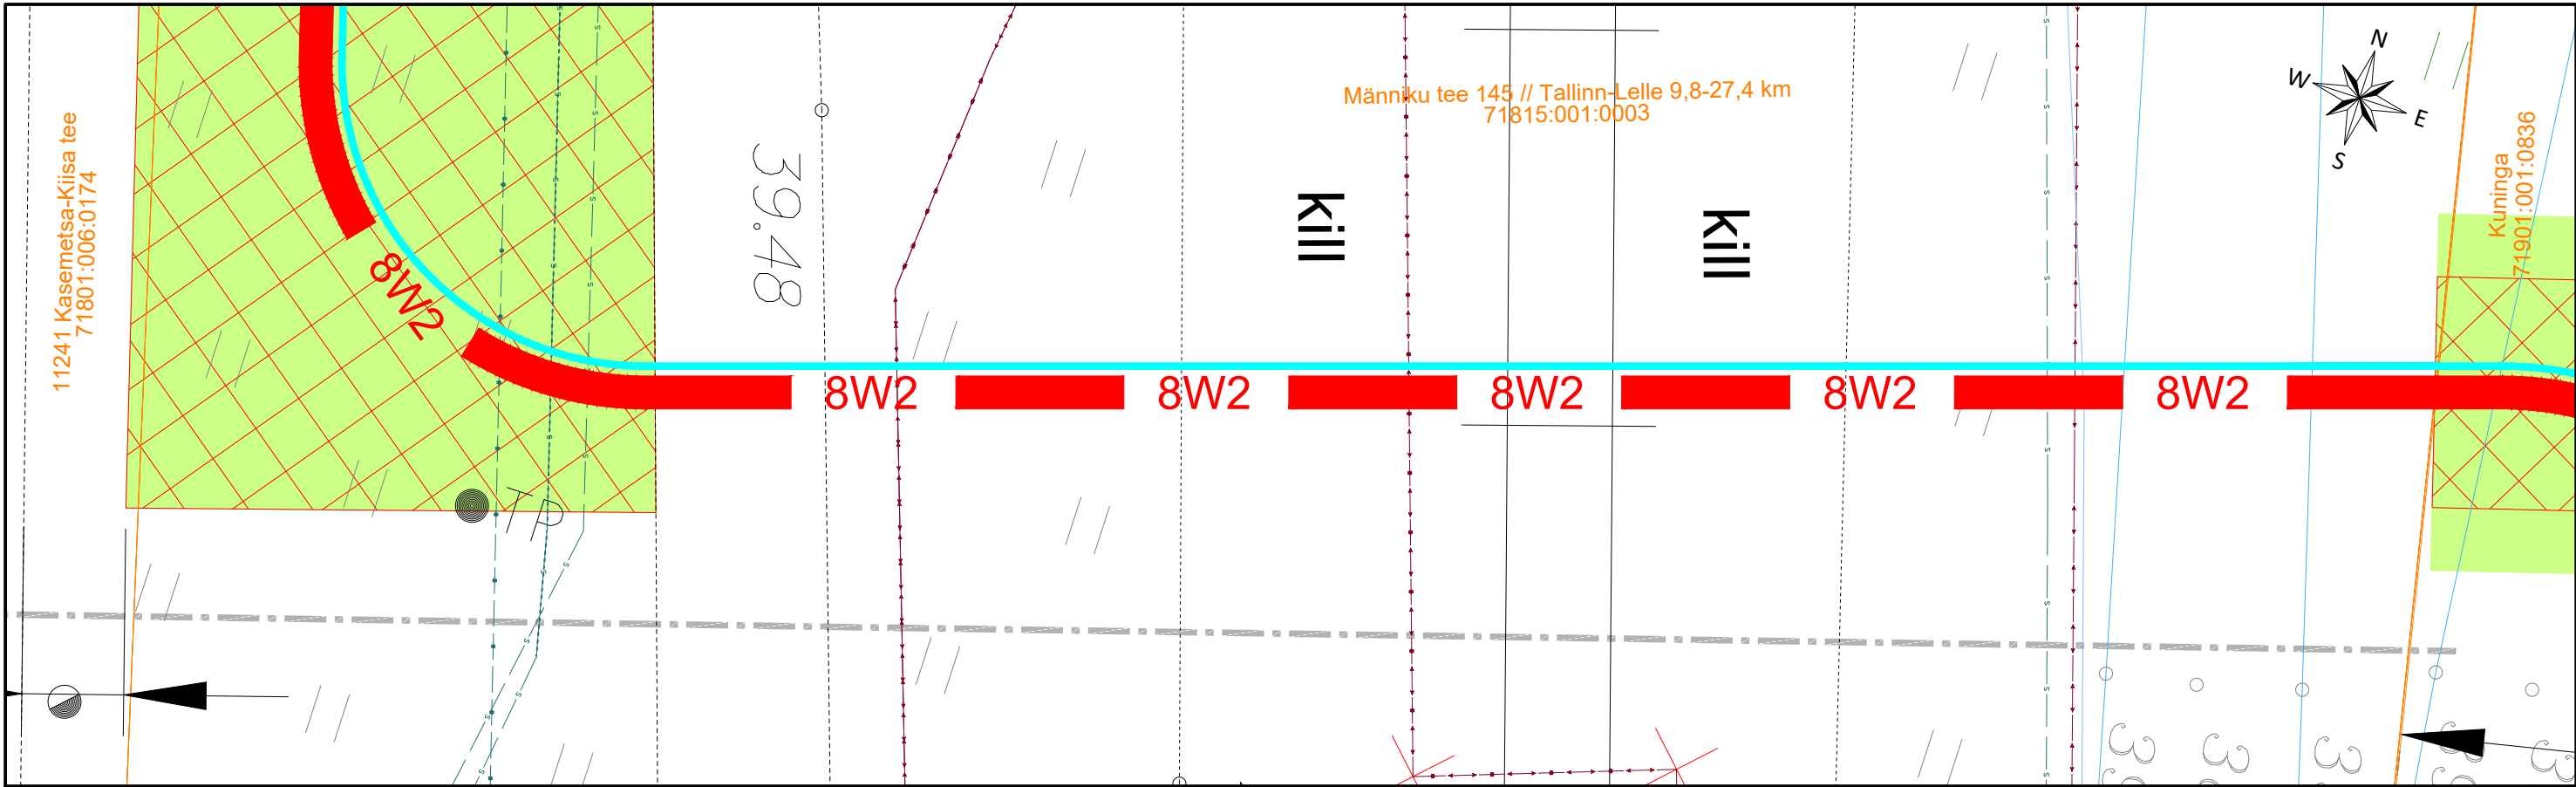 11241 Kasemetsa-Kiisa tee
71801:006:0174
8W2
TP
39.48
kill
Männiku tee 145 // Tallinn-Lelle 9,8-27,4 km
71815:001:0003
kill
N
W
E
S
Kuninga
71901:001:0836
8W2
8W2
8W2
8W2
8W2